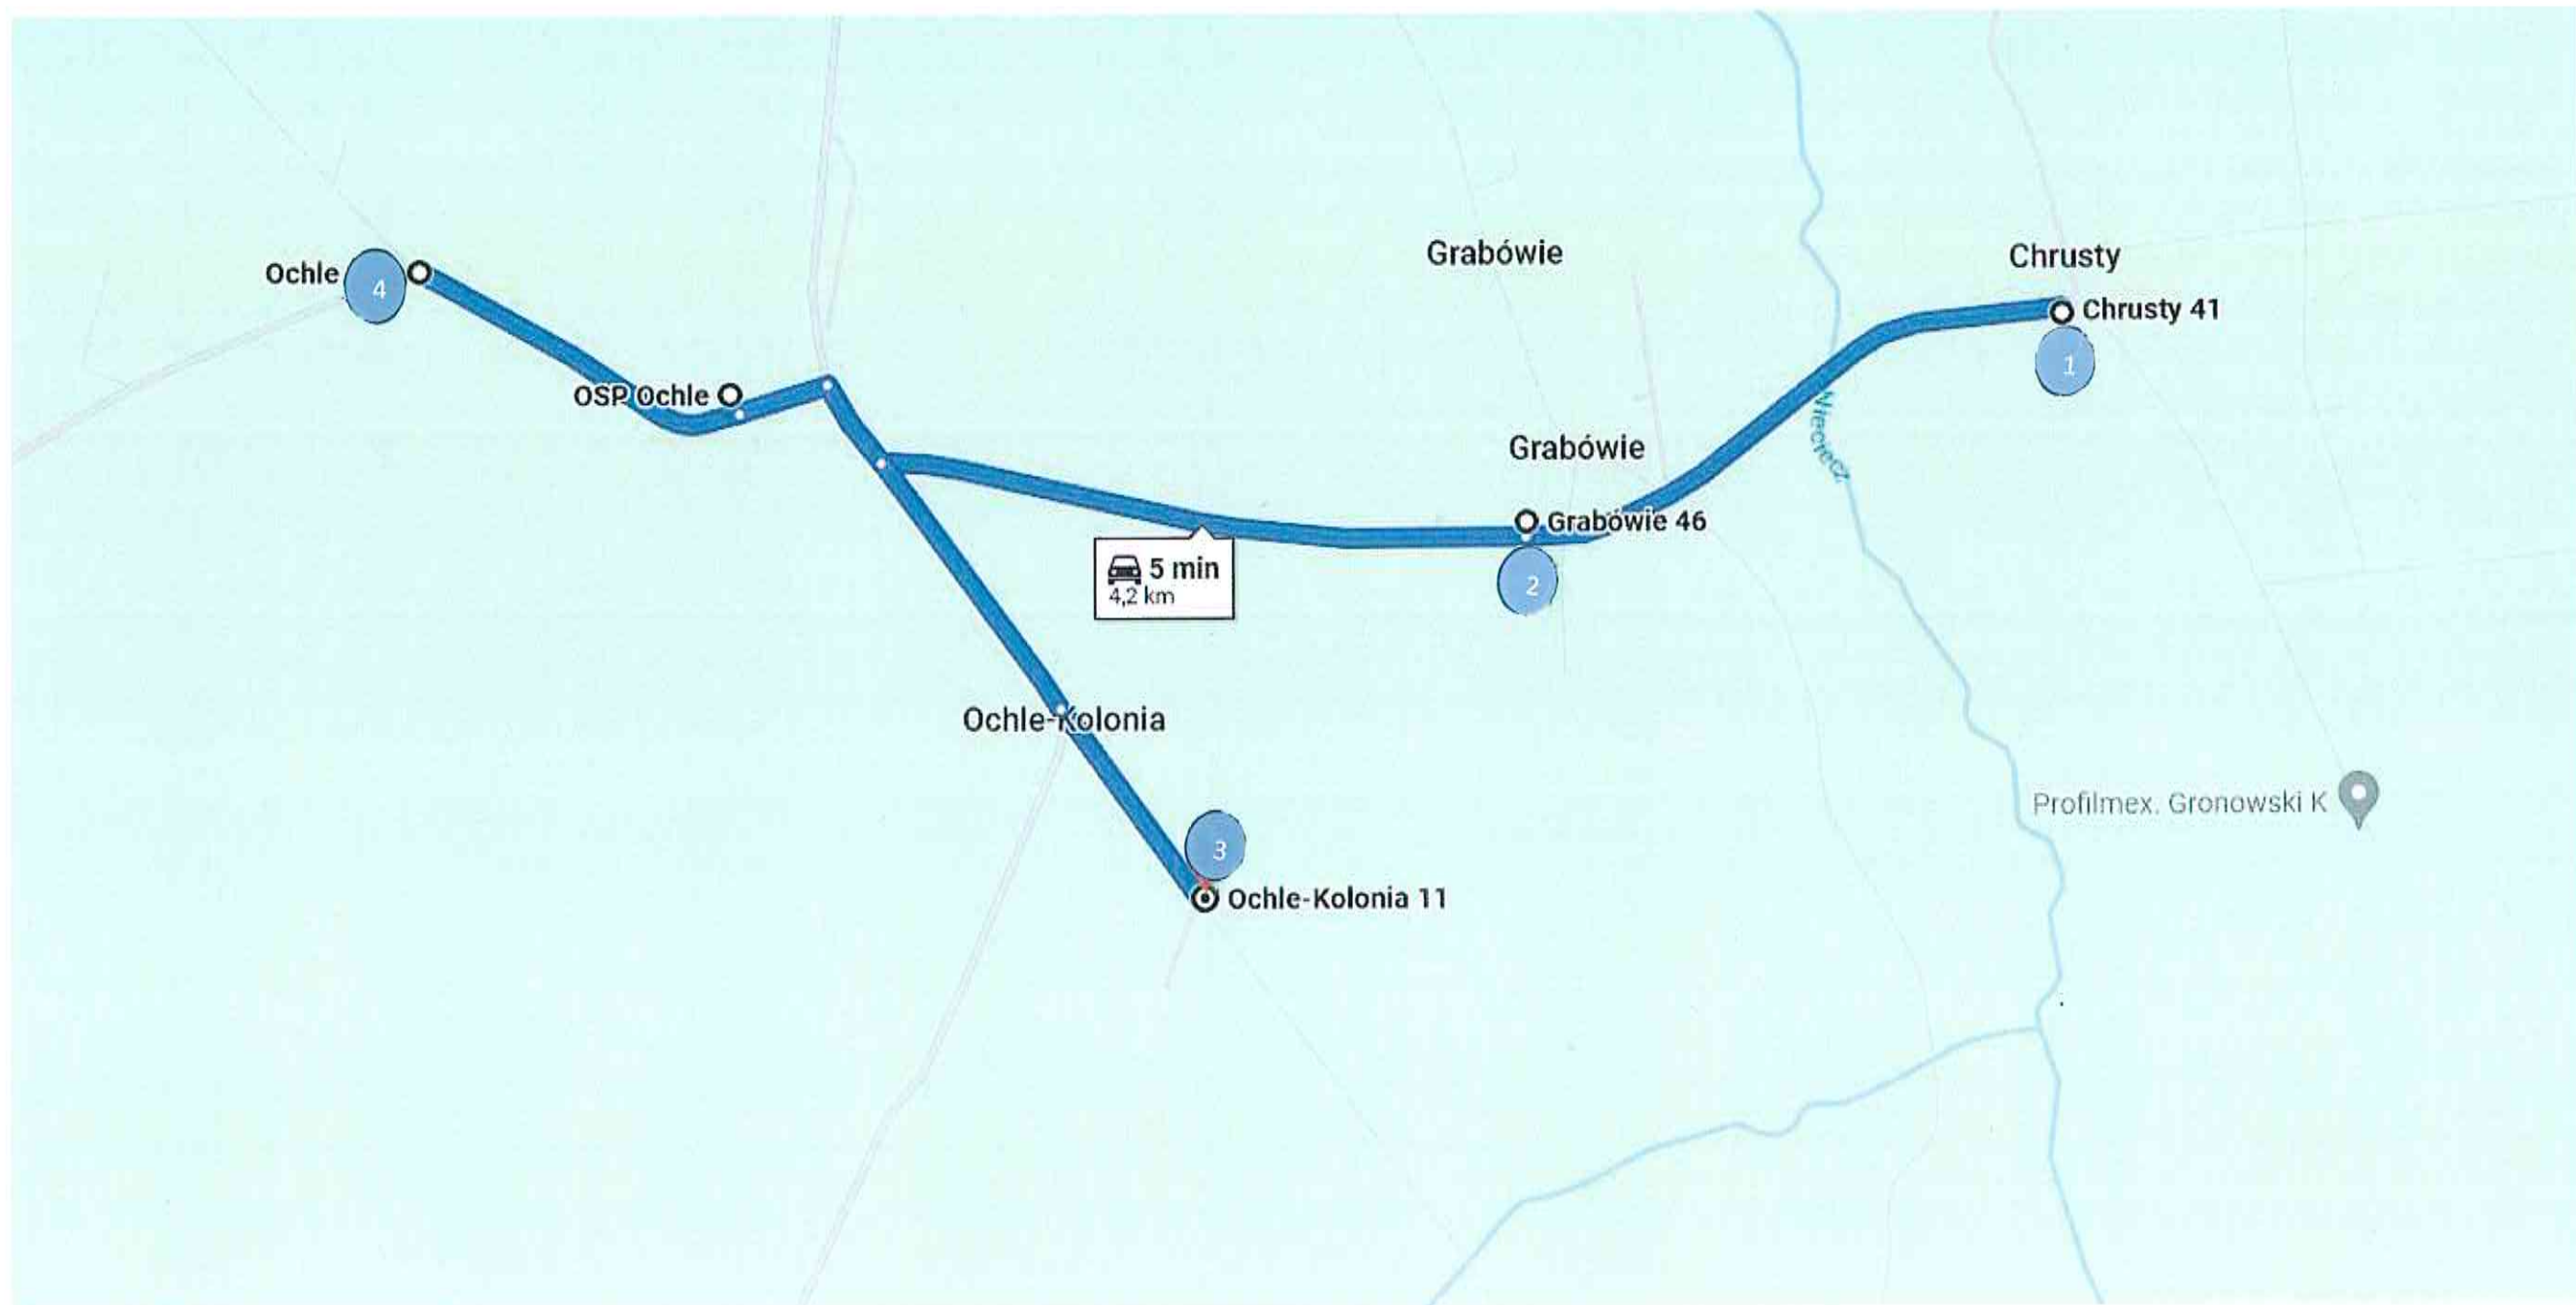 Grabówie
Chrusty
Ochle
4
Chrusty 41
1
OSP Ochle
Grabówie
Nieciecz
Grabówie 46
5 min
4,2 km
2
Ochle-Kolonia
Profilmex. Gronowski K
3
Ochle-Kolonia 11